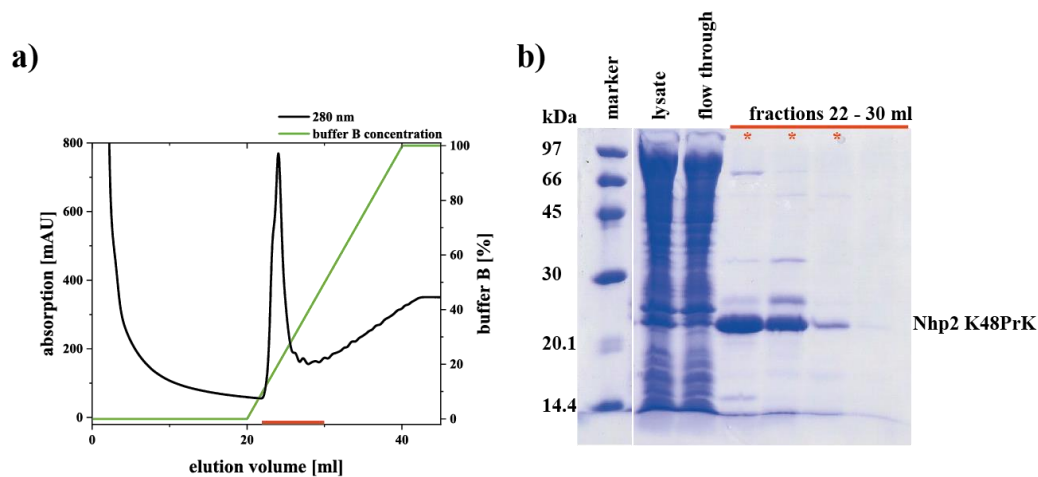 a)
280 nm
buffer B concentration
800
600
400
200
0
absorption [mAU]
100
80
60
40
20
0
buffer B [%]
0
20
40
elution volume [ml]
b)
kDa
marker
lysate
flow through
fractions 22 - 30 ml
* * *
97
66
45
30
20.1
14.4
Nhp2 K48PrK